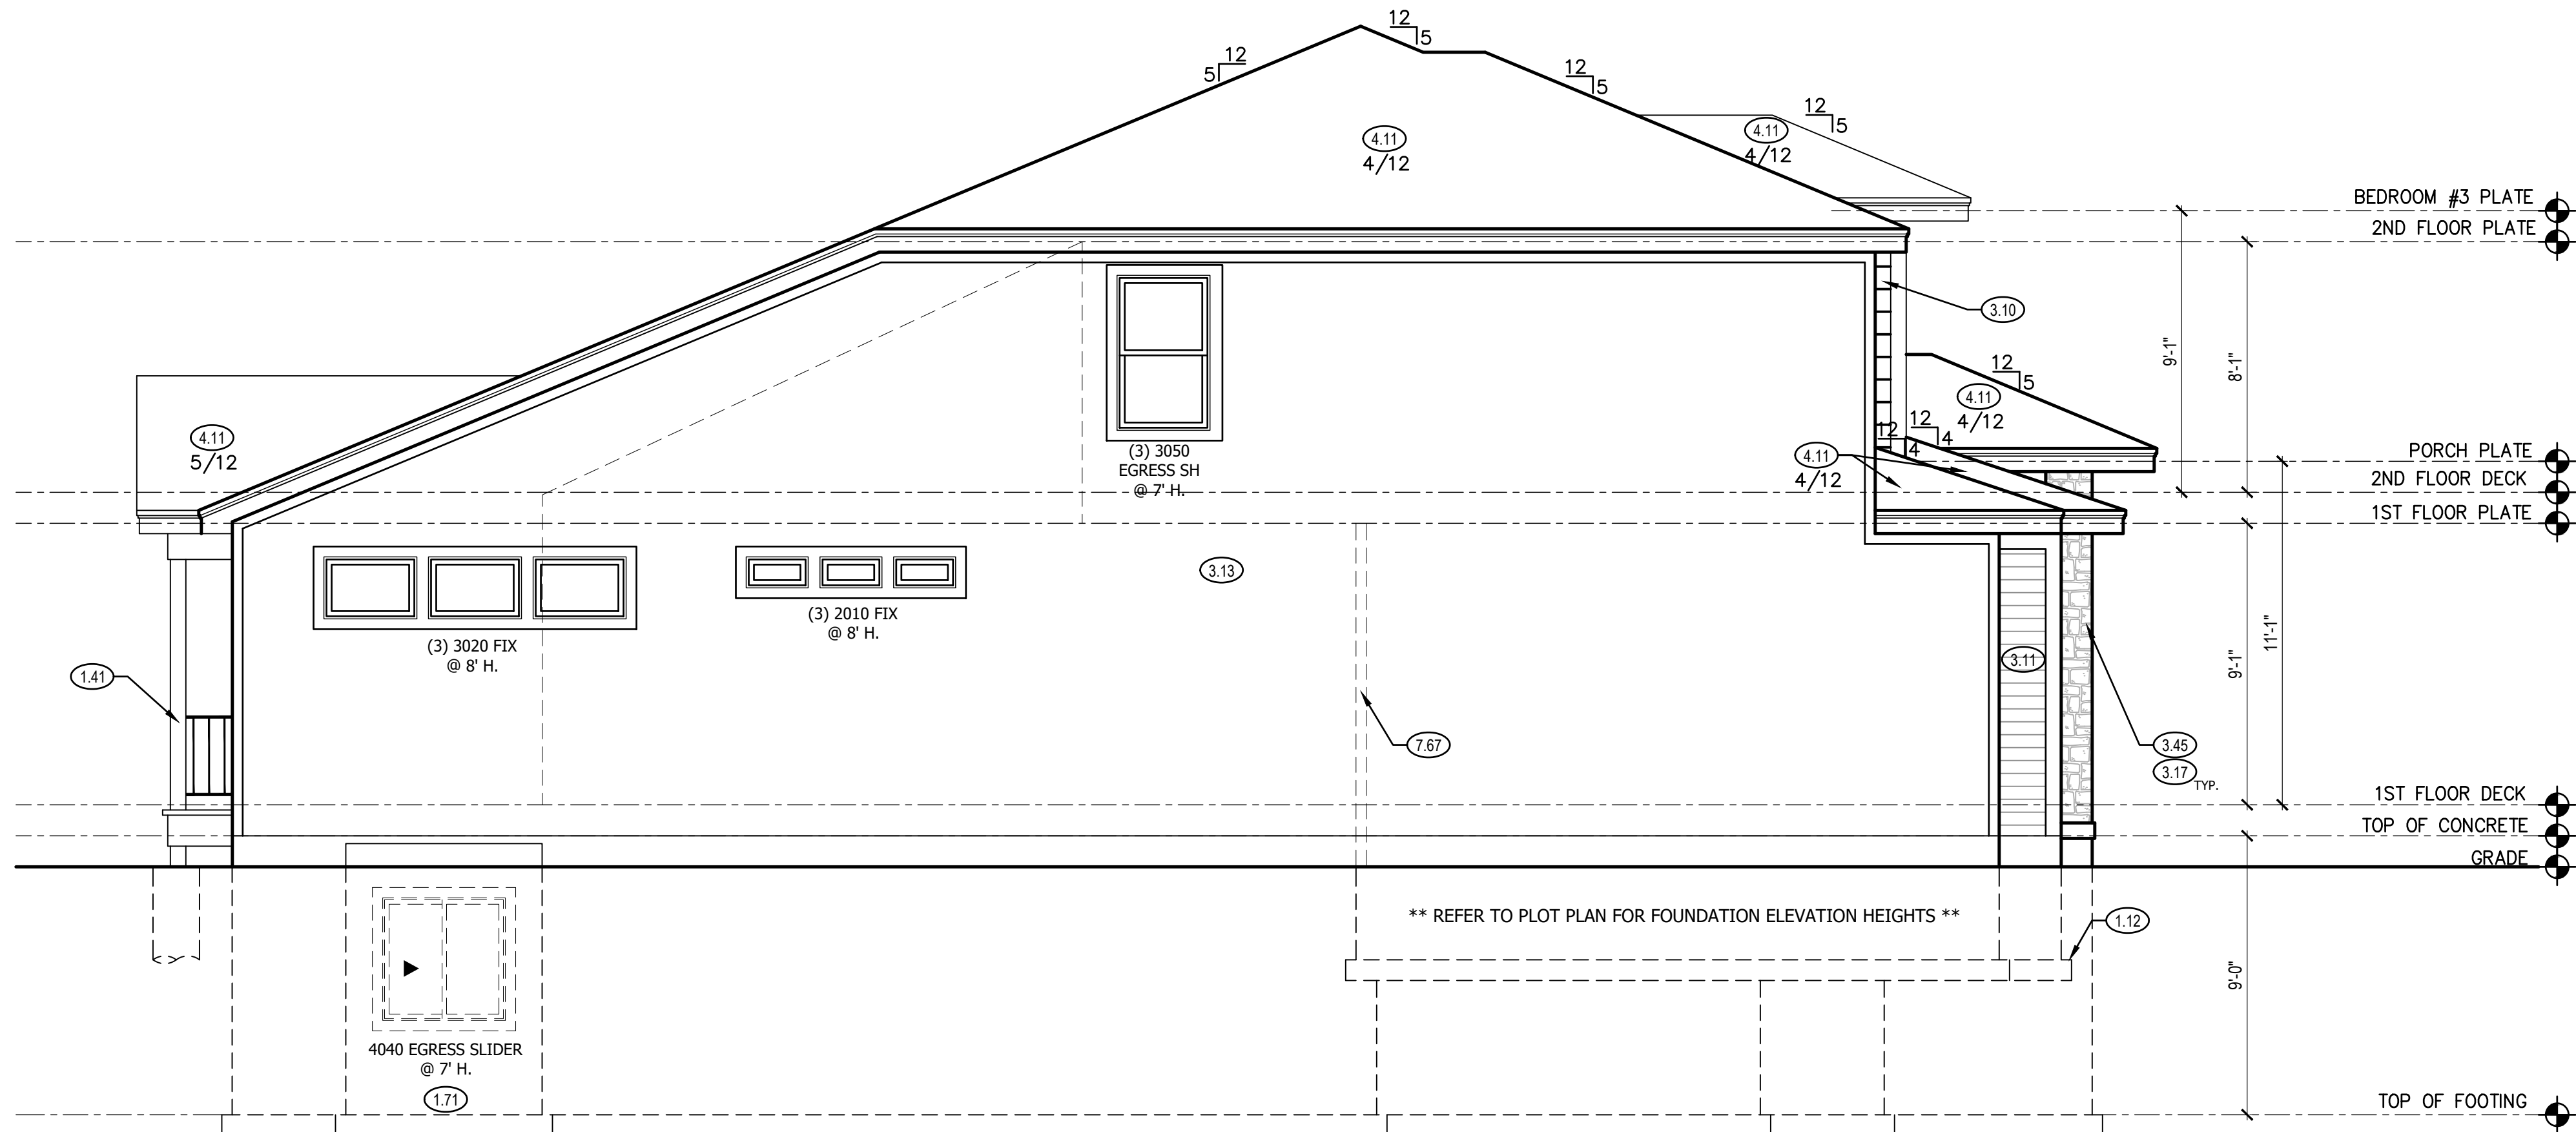 12
5
12
5
12
5
12
5
4.11
4/12
4.11
4/12
BEDROOM #3 PLATE
2ND FLOOR PLATE
3.10
9'-1"
8'-1"
12
5
4.11
4/12
12
4
12
4
4.11
4/12
4.11
5/12
(3) 3050
EGRESS SH
@ 7' H.
PORCH PLATE
2ND FLOOR DECK
1ST FLOOR PLATE
3.13
(3) 2010 FIX
@ 8' H.
(3) 3020 FIX
@ 8' H.
1.41
3.11
9'-1"
11'-1"
7.67
3.45
3.17
TYP.
1ST FLOOR DECK
TOP OF CONCRETE
GRADE
** REFER TO PLOT PLAN FOR FOUNDATION ELEVATION HEIGHTS **
1.12
9'-0"
4040 EGRESS SLIDER
@ 7' H.
1.71
TOP OF FOOTING